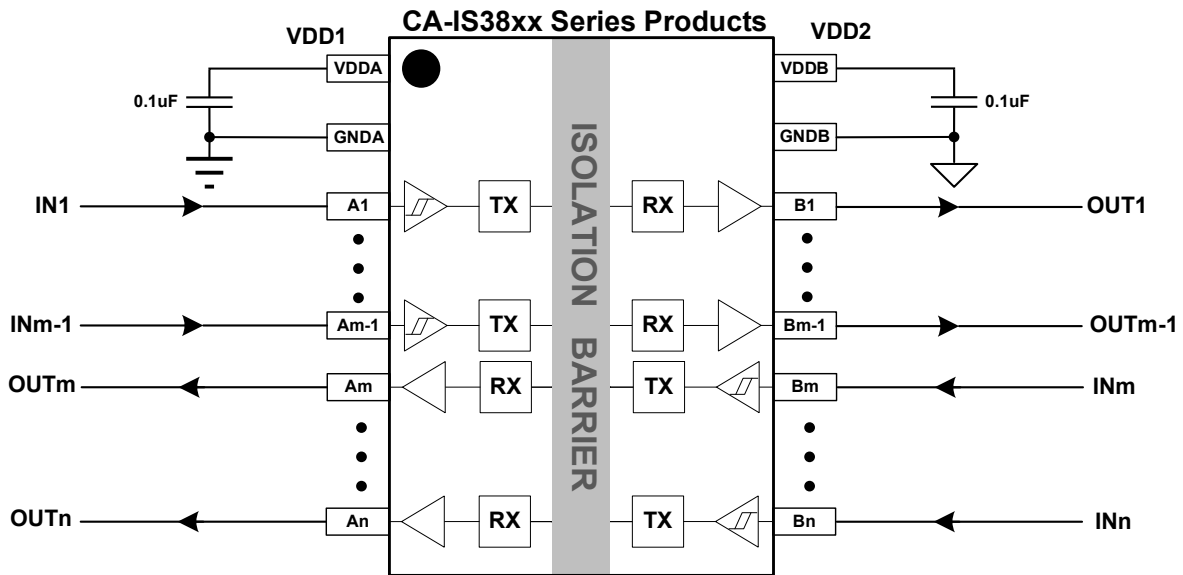 CA-IS38xx Series Products
VDD1
VDD2
VDDA
VDDB
0.1uF
0.1uF
GNDA
GNDB
ISOLATION BARRIER
IN1
A1
TX
RX
B1
OUT1
INm-1
Am-1
TX
RX
Bm-1
OUTm-1
OUTm
Am
RX
TX
Bm
INm
OUTn
An
RX
TX
Bn
INn